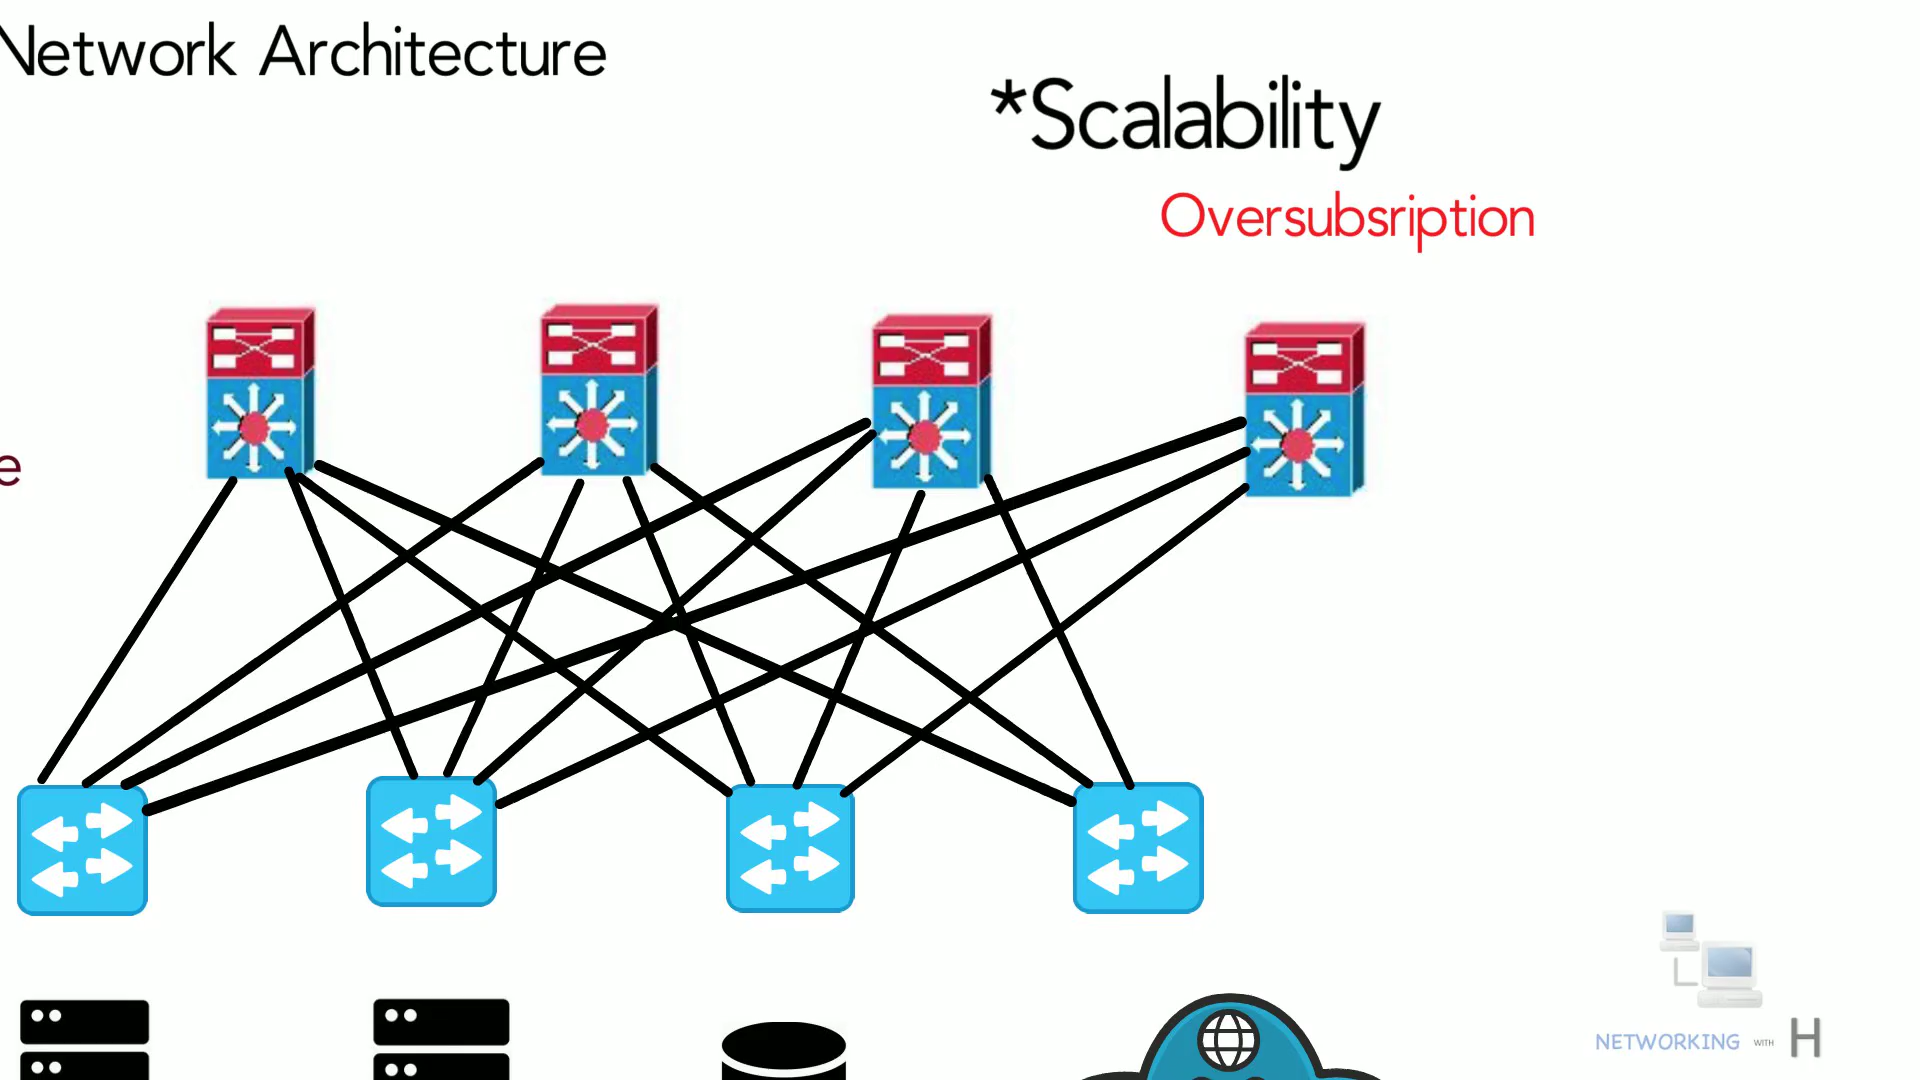 Network Architecture
*Scalability
Oversubsription
e
NETWORKING WITH H